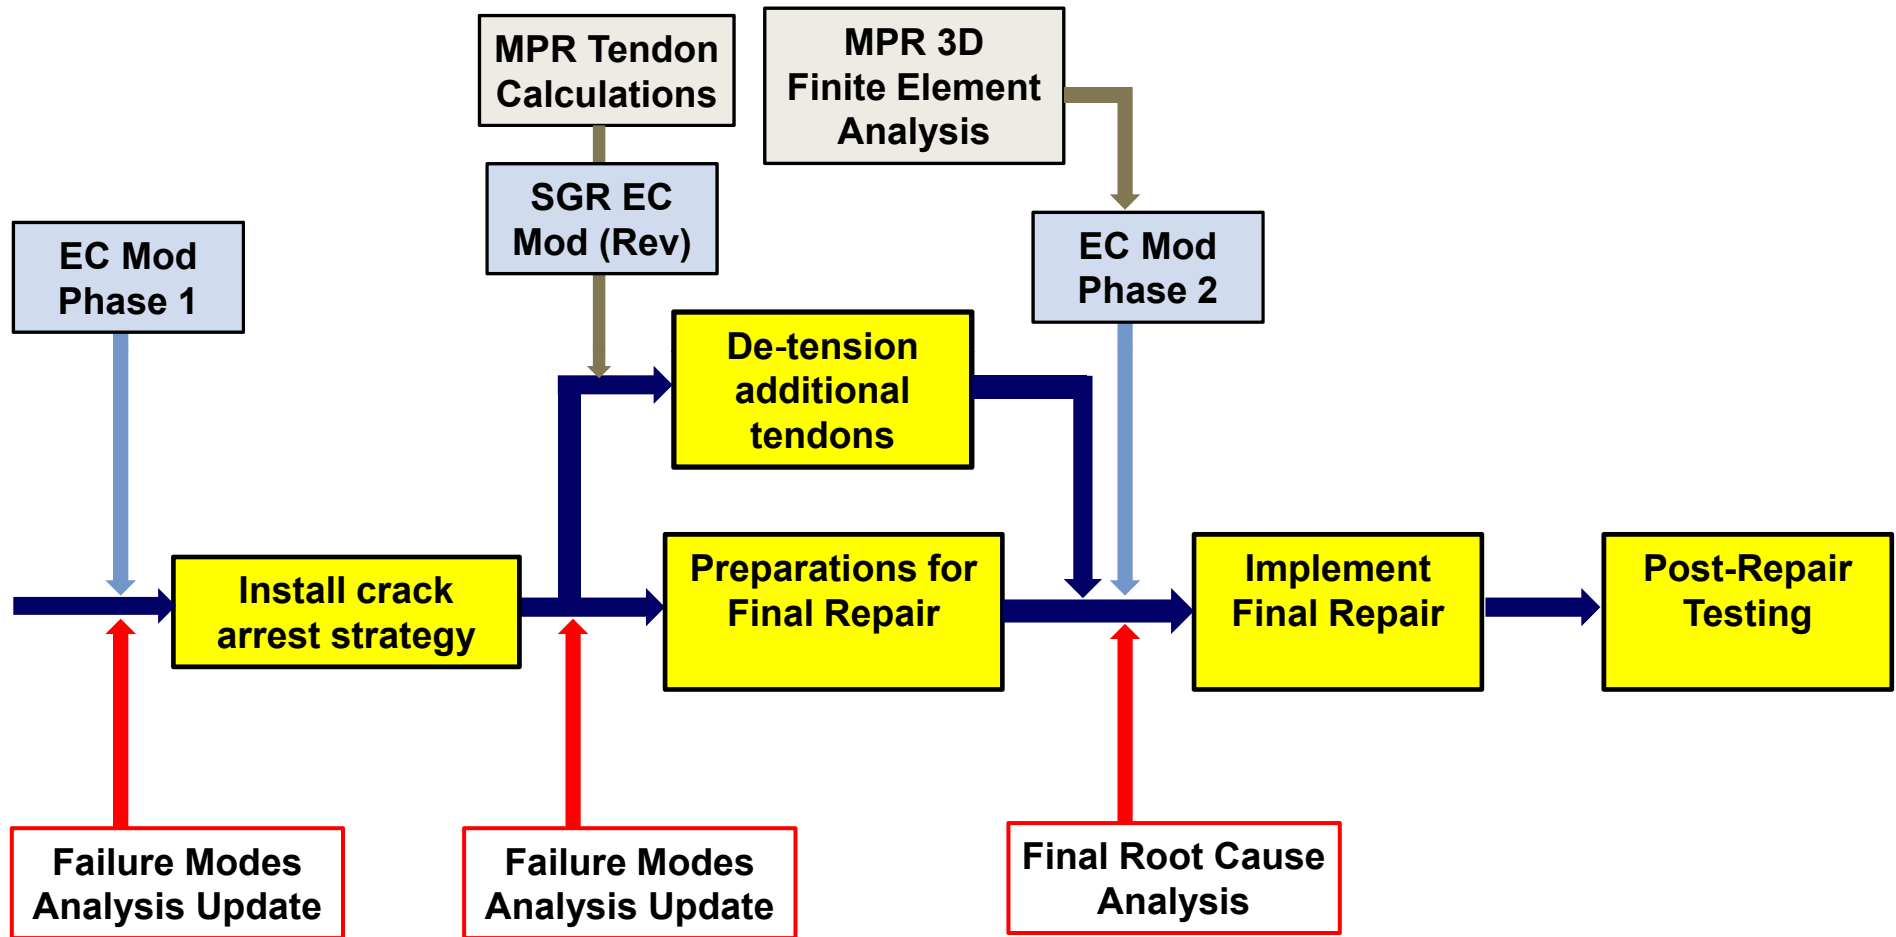 MPR Tendon
Calculations
MPR 3D
Finite Element
Analysis
SGR EC
Mod (Rev)
EC Mod
Phase 1
EC Mod
Phase 2
De-tension
additional
tendons
Install crack
arrest strategy
Preparations for
Final Repair
Implement
Final Repair
Post-Repair
Testing
Failure Modes
Analysis Update
Failure Modes
Analysis Update
Final Root Cause
Analysis